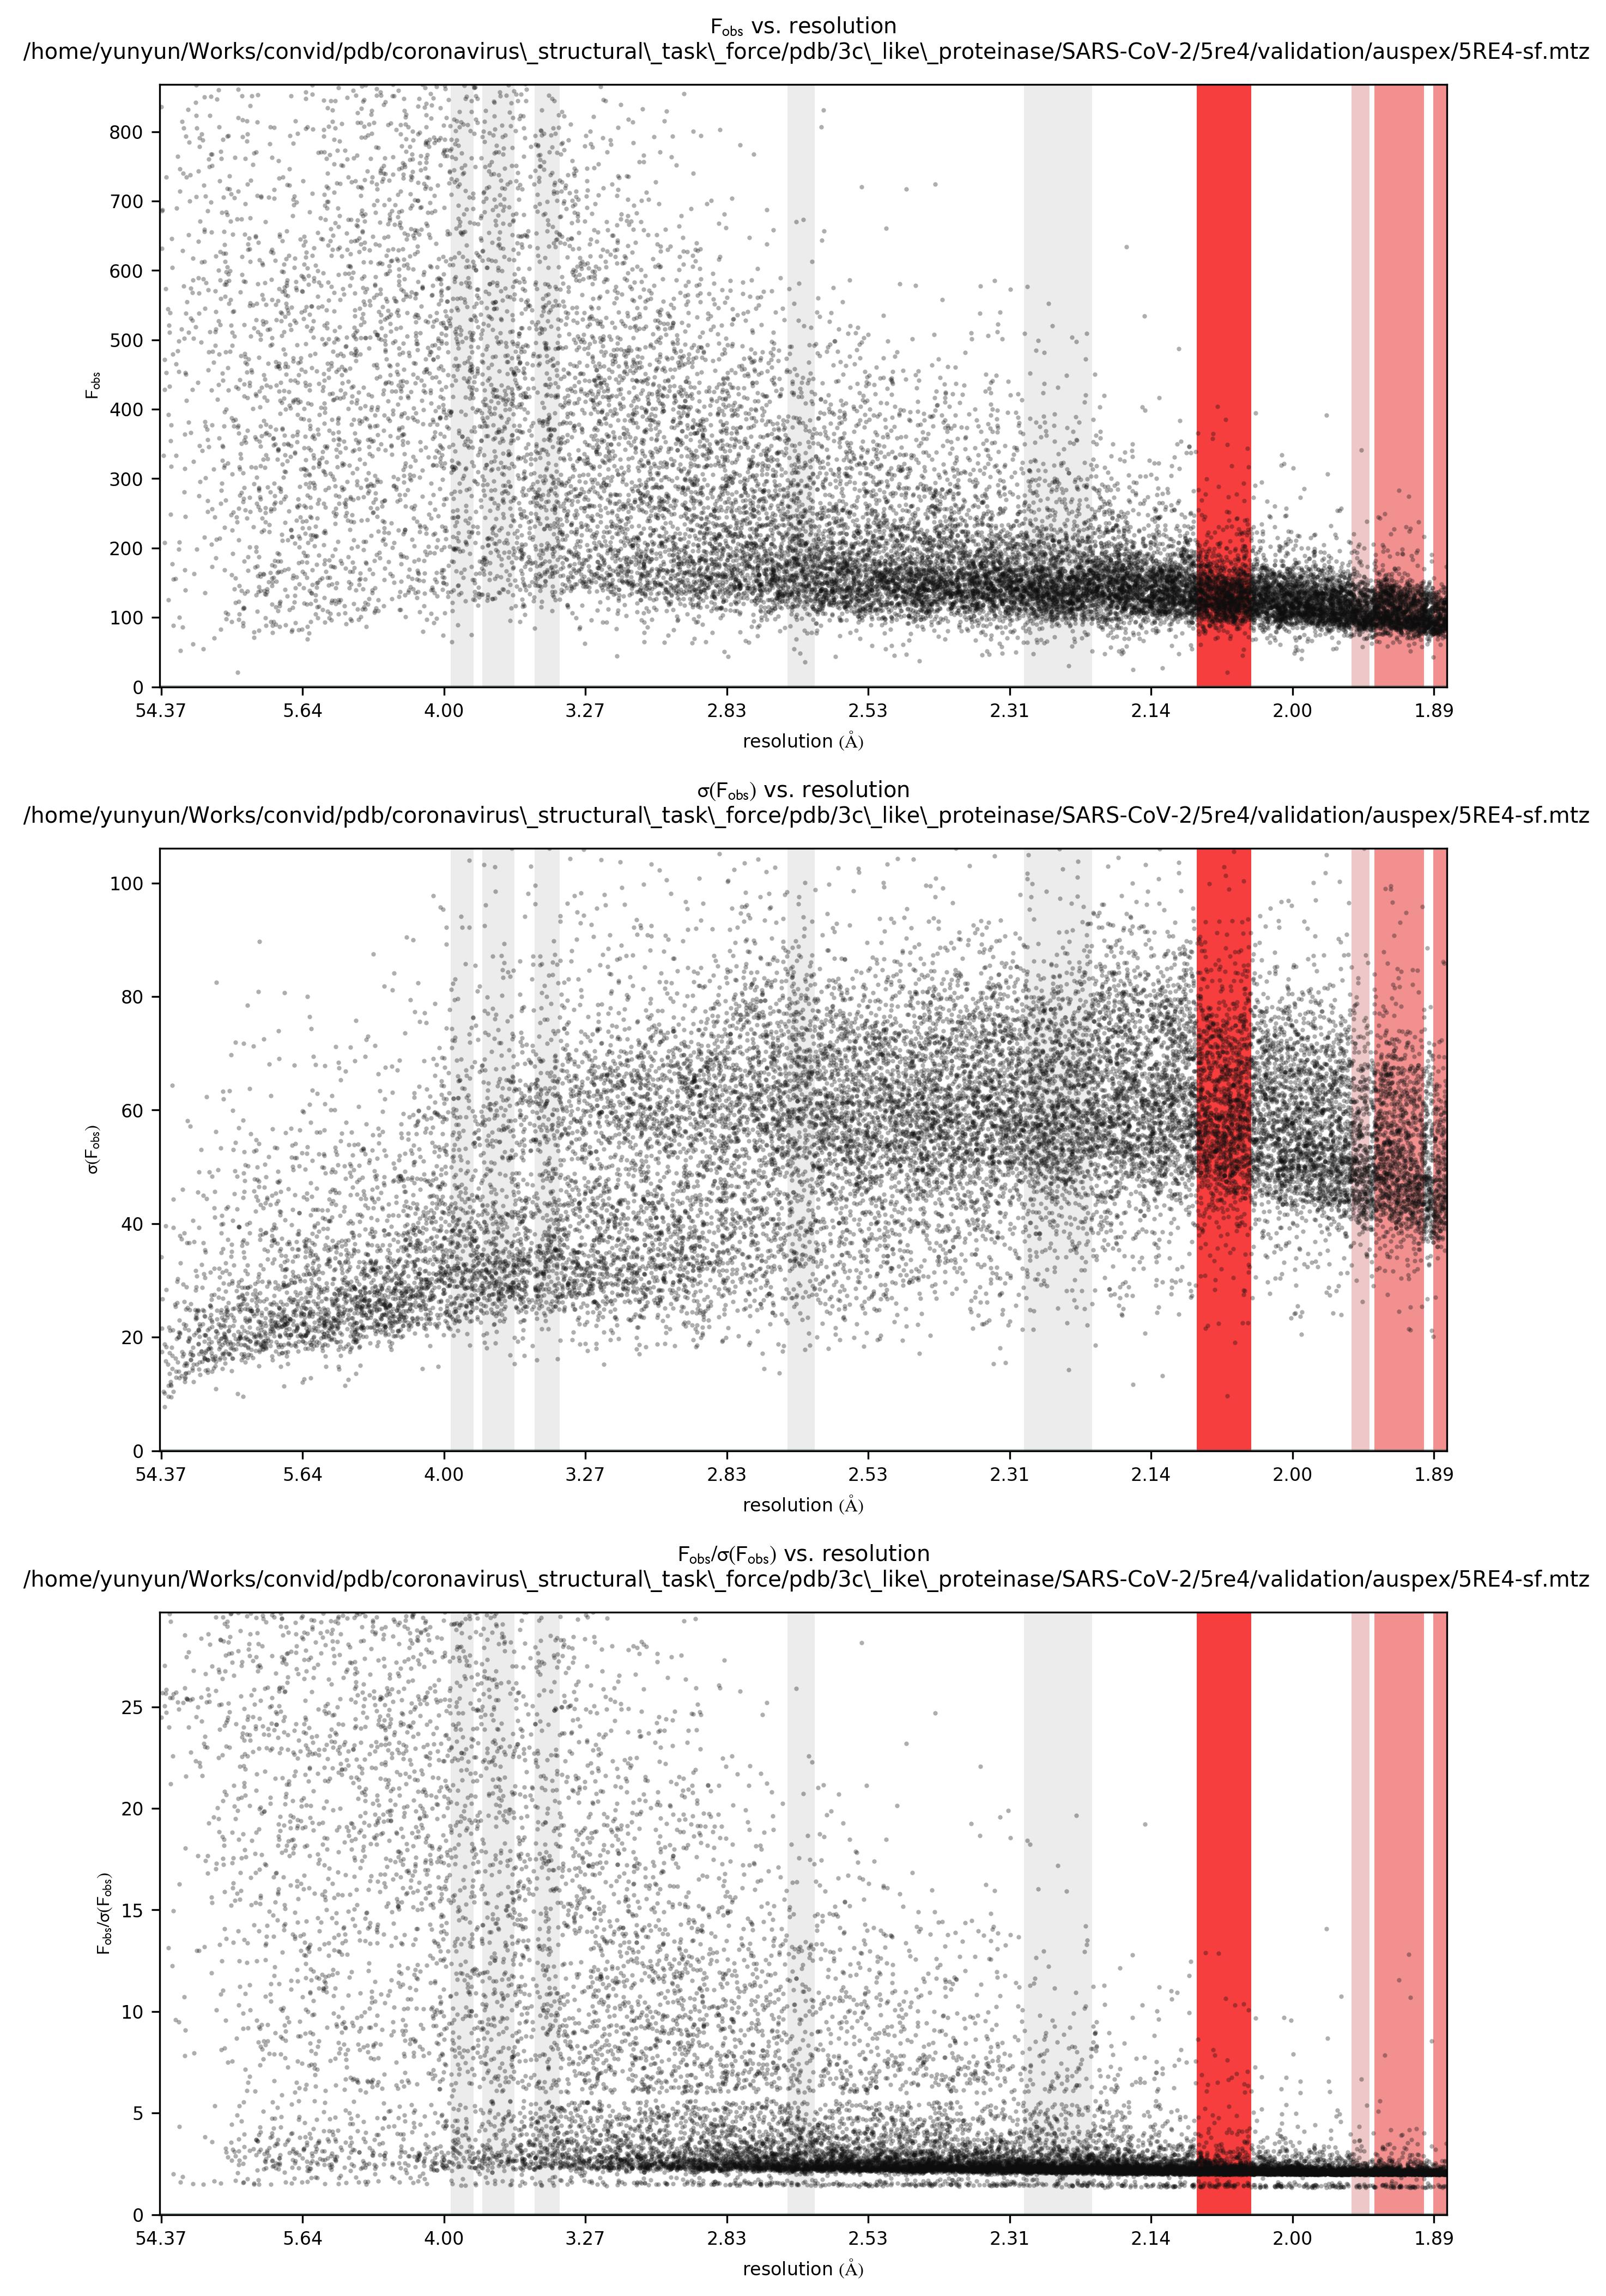 Fobs vs. resolution
/home/yunyun/Works/convid/pdb/coronavirus\_structural\_task\_force/pdb/3c\_like\_proteinase/SARS-CoV-2/5re4/validation/auspex/5RE4-sf.mtz
800
700
600
500
400
300
200
100
0
Fobs
54.37 5.64 4.00 3.27 2.83 2.53 2.31 2.14 2.00 1.89
resolution (Å)
σ(Fobs) vs. resolution
/home/yunyun/Works/convid/pdb/coronavirus\_structural\_task\_force/pdb/3c\_like\_proteinase/SARS-CoV-2/5re4/validation/auspex/5RE4-sf.mtz
100
80
60
40
20
0
σ(Fobs)
54.37 5.64 4.00 3.27 2.83 2.53 2.31 2.14 2.00 1.89
resolution (Å)
Fobs/σ(Fobs) vs. resolution
/home/yunyun/Works/convid/pdb/coronavirus\_structural\_task\_force/pdb/3c\_like\_proteinase/SARS-CoV-2/5re4/validation/auspex/5RE4-sf.mtz
25
20
15
10
5
0
Fobs/σ(Fobs)
54.37 5.64 4.00 3.27 2.83 2.53 2.31 2.14 2.00 1.89
resolution (Å)